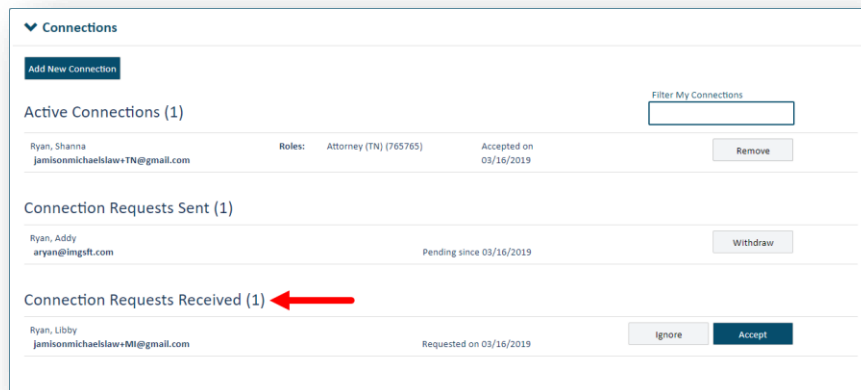 Connections
Add New Connection
Filter My Connections
Active Connections (1)
Ryan, Shanna Roles: Attorney (TN) (765765) Accepted on
jamisonmichaelslaw+TN@gmail.com 03/16/2019 Remove
Connection Requests Sent (1)
Ryan, Addy Withdraw
aryan@imgsft.com Pending since 03/16/2019
Connection Requests Received (1)
Ryan, Libby Ignore Accept
jamisonmichaelslaw+MI@gmail.com Requested on 03/16/2019